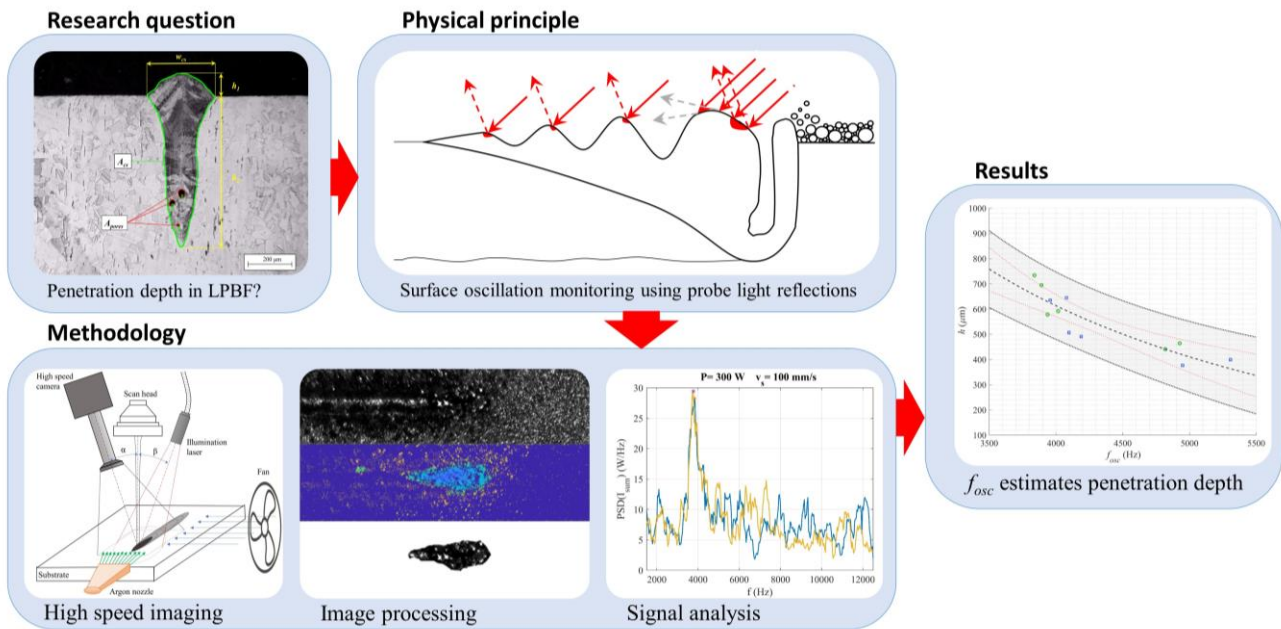 Research question
w_cs
h_f
A_cs
A_pores
200 μm
Penetration depth in LPBF?
Physical principle
Surface oscillation monitoring using probe light reflections
Methodology
High speed
camera
Scan head
Illumination
laser
α
β
Fan
Substrate
Argon nozzle
High speed imaging
Image processing
P= 300 W v_s = 100 mm/s
PSD(I_sum) (W/Hz)
30
25
20
15
10
5
0
2000 4000 6000 8000 10000 12000
f (Hz)
Signal analysis
Results
h (μm)
1000
900
800
700
600
500
400
300
200
100
3500 4000 4500 5000 5500
f_osc (Hz)
f_osc estimates penetration depth